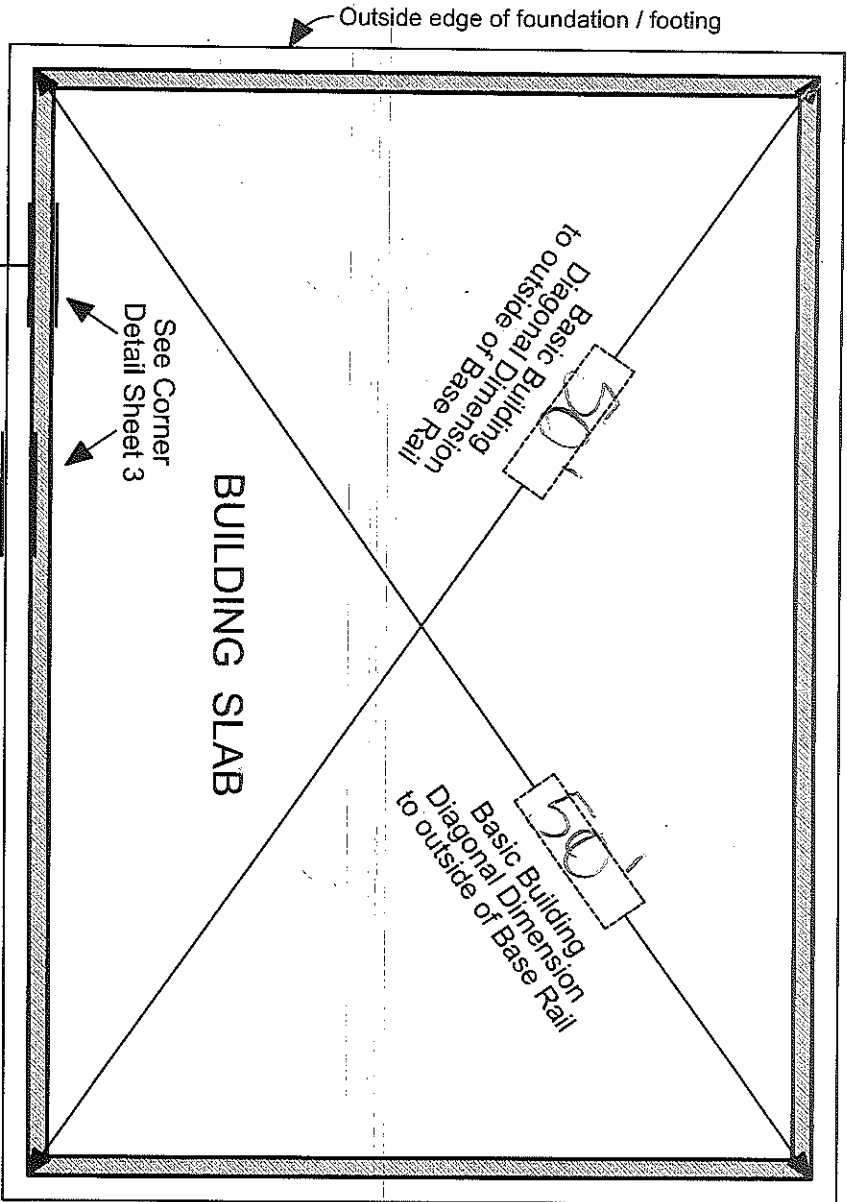 Outside edge of foundation / footing
Basic Building
Diagonal Dimension
to outside of Base Rail
50'
50'
Basic Building
Diagonal Dimension
to outside of Base Rail
See Corner
Detail Sheet 3
BUILDING SLAB